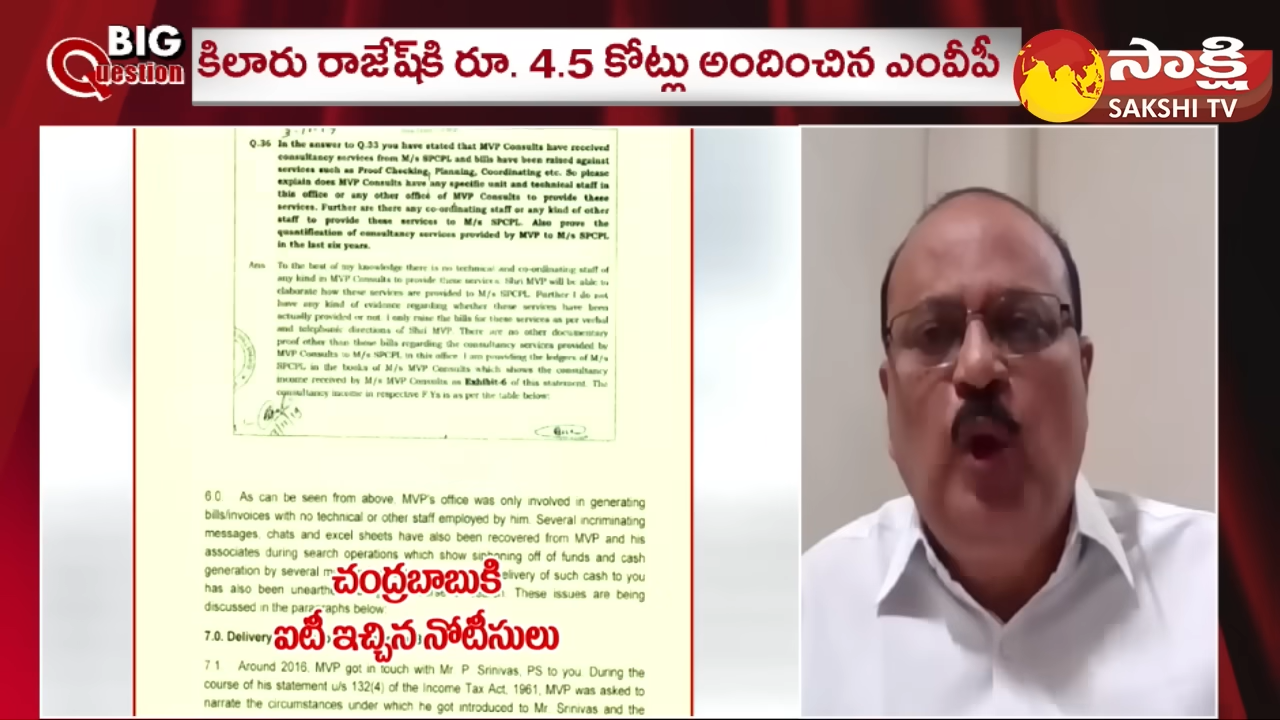 BIG
Question
కిలారు రాజేష్‌కి రూ. 4.5 కోట్లు అందించిన ఎంవీపీ
సాక్షి
SAKSHI TV
Q.36 In the answer to Q.33 you have stated that MVP Consults have received
consultancy services from M/s SPCPL and bills have been raised against
services such as Proof Checking, Planning, Coordinating etc. So please
explain does MVP Consults have any specific unit and technical staff in
this office or any other office of MVP Consults to provide these
services. Further are there any co-ordinating staff or any kind of other
staff to provide these services to M/s SPCPL. Also prove the
quantification of consultancy services provided by MVP to M/s SPCPL
in the last six years.
Ans To the best of my knowledge there is no technical and co-ordinating staff of
any kind in MVP Consults to provide these services. Shri MVP will be able to
elaborate how these services are provided to M/s SPCPL. Further I do not
have any kind of evidence regarding whether these services have been
actually provided or not. I only raise the bills for these services as per verbal
and telephonic directions of Shri MVP. There are no other documentary
proof other than these bills regarding the consultancy services provided by
MVP Consults to M/s SPCPL in this office. I am providing the ledgers of M/s
SPCPL in the books of M/s MVP Consults which shows the consultancy
income received by M/s MVP Consults as Exhibit-6 of this statement. The
consultancy income in respective F.Ys is as per the table below:
6.0 As can be seen from above, MVP's office was only involved in generating
bills/invoices with no technical or other staff employed by him. Several incriminating
messages, chats and excel sheets have also been recovered from MVP and his
associates during search operations which show siphoning off of funds and cash
generation by several elivery of such cash to you
has also been These issues are being
discussed in the paragraphs below:
7.0. Delivery
7.1 Around 2016, MVP got in touch with Mr. P. Srinivas, PS to you. During the
course of his statement u/s 132(4) of the Income Tax Act, 1961, MVP was asked to
narrate the circumstances under which he got introduced to Mr. Srinivas and the
చంద్రబాబుకి
ఐటీ ఇచ్చిన నోటీసులు